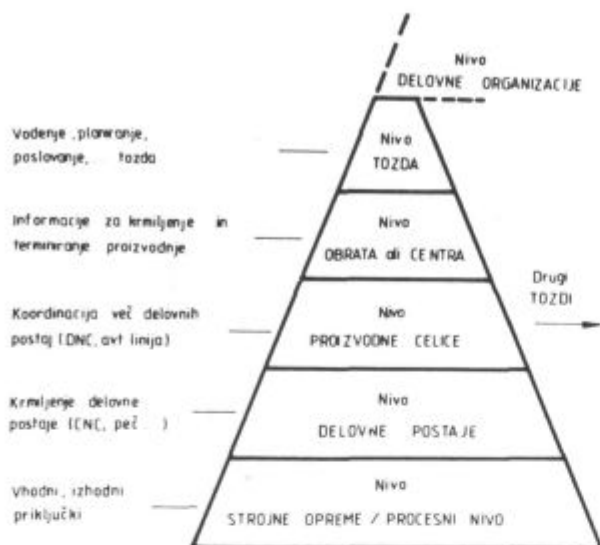 Nivo
DELOVNE ORGANIZACIJE
Vodenje, planiranje,
poslovanje, tozda
Nivo
TOZDA
Informacije za krmiljenje in
terminiranje proizvodnje
Nivo
OBRATA ali CENTRA
Drugi
TOZDI
Koordinacija več delovnih
postaj (DNC, avt linija)
Nivo
PROIZVODNE CELICE
Krmiljenje delovne
postaje (CNC, peč...)
Nivo
DELOVNE POSTAJE
Vhodni, izhodni
priključki
Nivo
STROJNE OPREME / PROCESNI NIVO